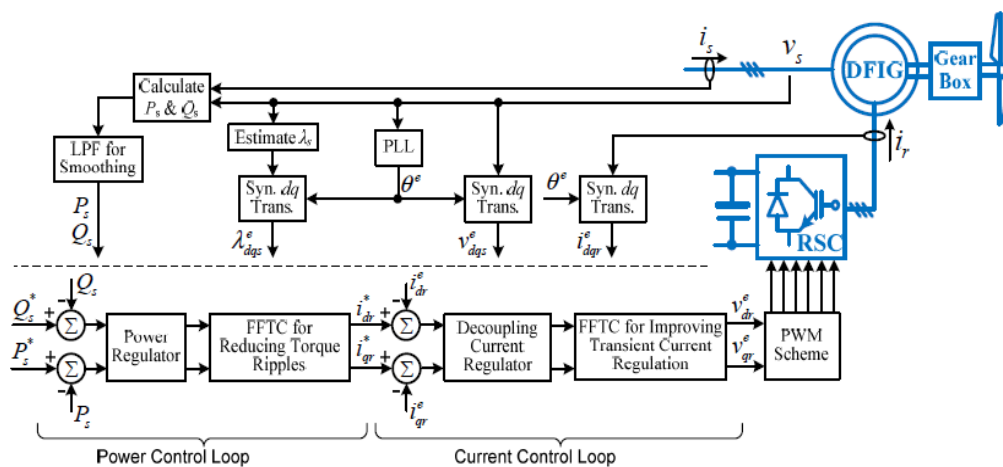 i_s
v_s
DFIG
Gear
Box
Calculate
P_s & Q_s
LPF for
Smoothing
Estimate λ_s
PLL
i_r
θ^e
θ^e
Syn. dq
Trans.
Syn. dq
Trans.
Syn. dq
Trans.
RSC
P_s
Q_s
λ^e_dqs
v^e_dqs
i^e_dqr
Q_s^*
+
-
Q_s
Σ
P_s^*
+
-
P_s
Σ
Power
Regulator
FFTC for
Reducing Torque
Ripples
i^*_dr
+
-
i^e_dr
Σ
i^*_qr
+
-
i^e_qr
Σ
Decoupling
Current
Regulator
FFTC for Improving
Transient Current
Regulation
v^e_dr
v^e_qr
PWM
Scheme
Power Control Loop
Current Control Loop